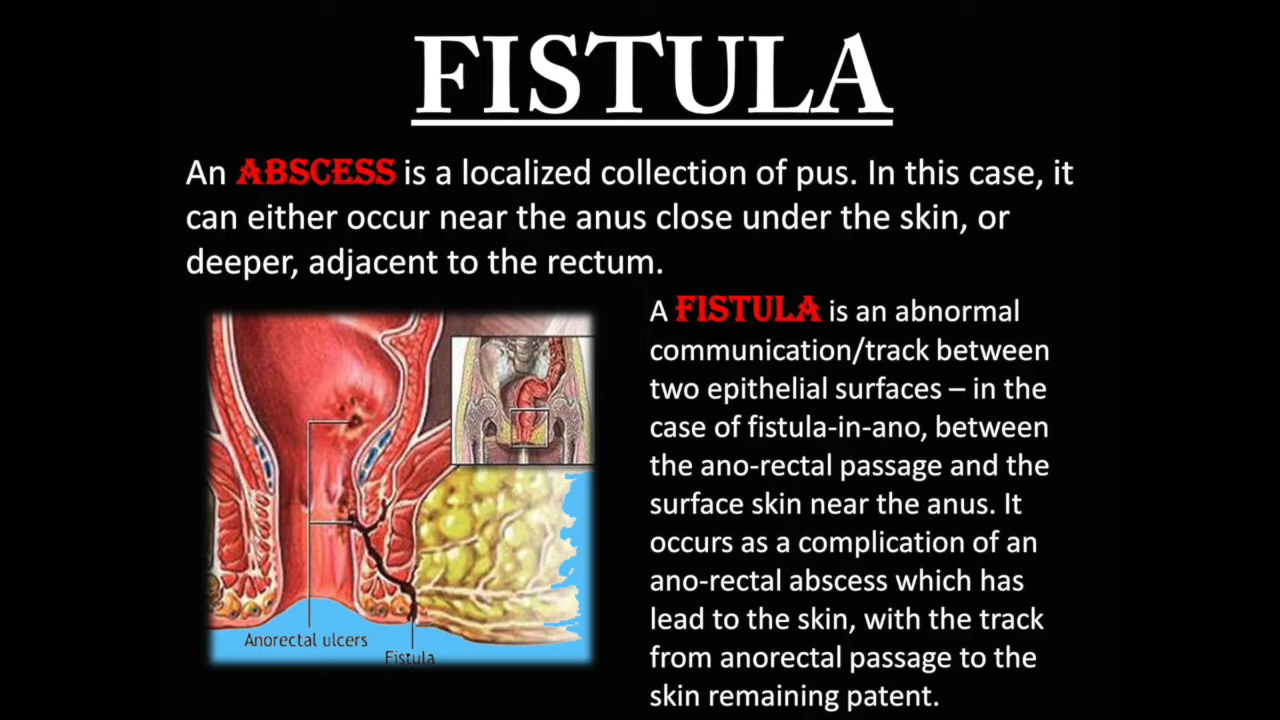 FISTULA
An ABSCESS is a localized collection of pus. In this case, it
can either occur near the anus close under the skin, or
deeper, adjacent to the rectum.
A FISTULA is an abnormal
communication/track between
two epithelial surfaces – in the
case of fistula-in-ano, between
the ano-rectal passage and the
surface skin near the anus. It
occurs as a complication of an
ano-rectal abscess which has
lead to the skin, with the track
from anorectal passage to the
skin remaining patent.
Anorectal ulcers
Fistula